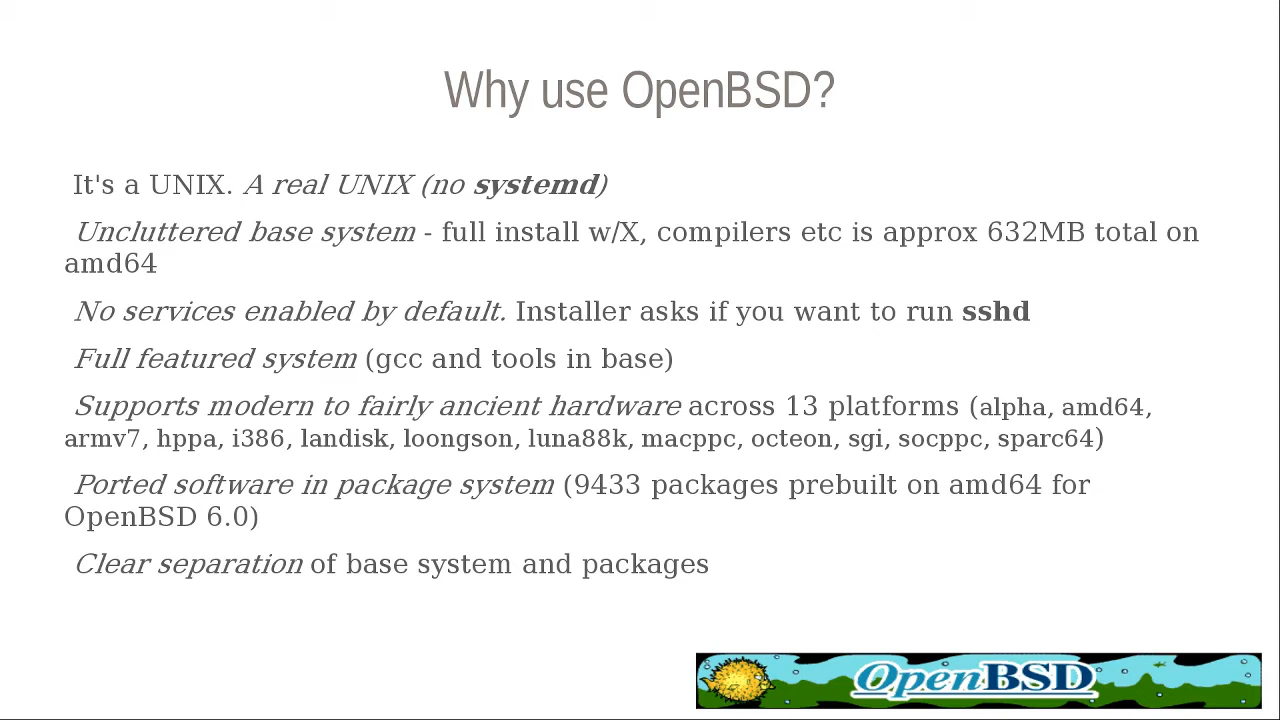 Why use OpenBSD?
It's a UNIX. A real UNIX (no systemd)
Uncluttered base system - full install w/X, compilers etc is approx 632MB total on
amd64
No services enabled by default. Installer asks if you want to run sshd
Full featured system (gcc and tools in base)
Supports modern to fairly ancient hardware across 13 platforms (alpha, amd64,
armv7, hppa, i386, landisk, loongson, luna88k, macppc, octeon, sgi, socppc, sparc64)
Ported software in package system (9433 packages prebuilt on amd64 for
OpenBSD 6.0)
Clear separation of base system and packages
OpenBSD